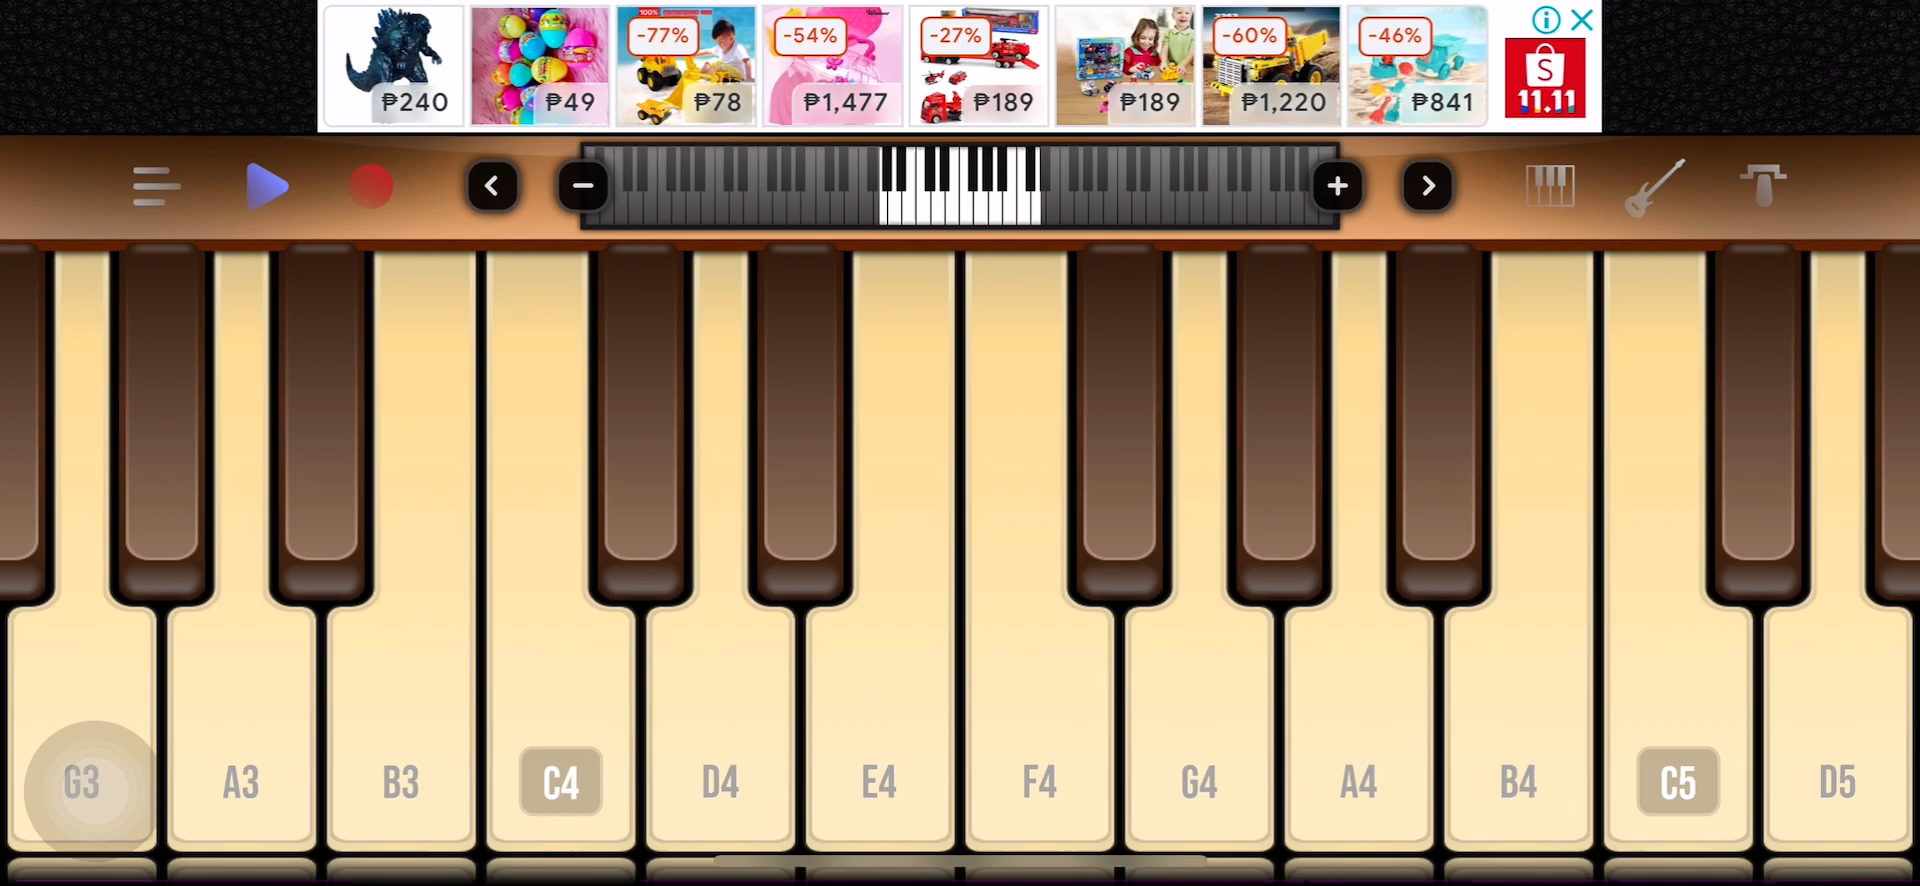 -77% -54% -27% -60% -46%
₱240 ₱49 ₱78 ₱1,477 ₱189 ₱189 ₱1,220 ₱841
100%
S
11.11
G3 A3 B3 C4 D4 E4 F4 G4 A4 B4 C5 D5